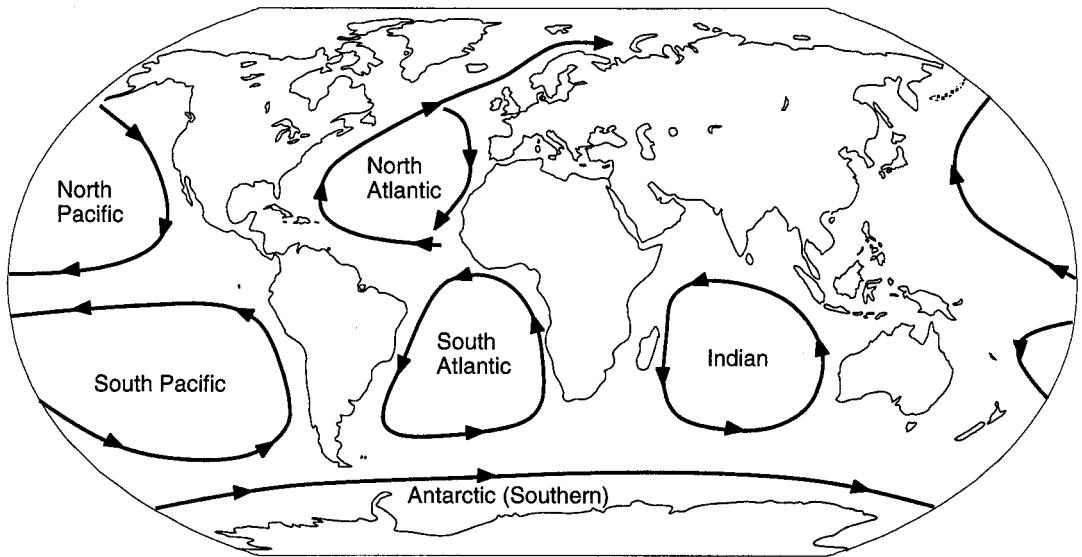 North
Pacific
North
Atlantic
South Pacific
South
Atlantic
Indian
Antarctic (Southern)